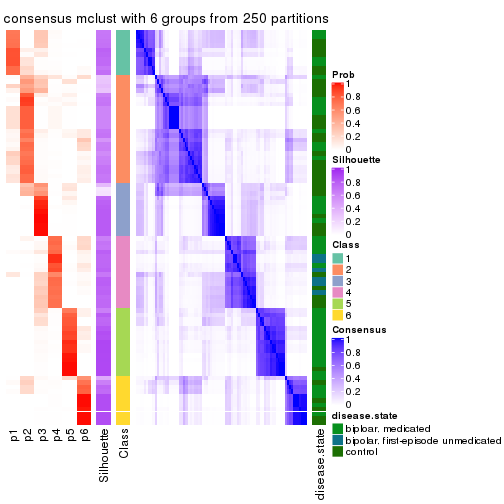 consensus mclust with 6 groups from 250 partitions
Prob
1
0.8
0.6
0.4
0.2
0
Silhouette
1
0.8
0.6
0.4
0.2
0
Class
1
2
3
4
5
6
Consensus
1
0.8
0.6
0.4
0.2
0
disease.state
biploar. medicated
bipolar. first-episode unmedicated
control
p1
p2
p3
p4
p5
p6
Silhouette
Class
disease.state